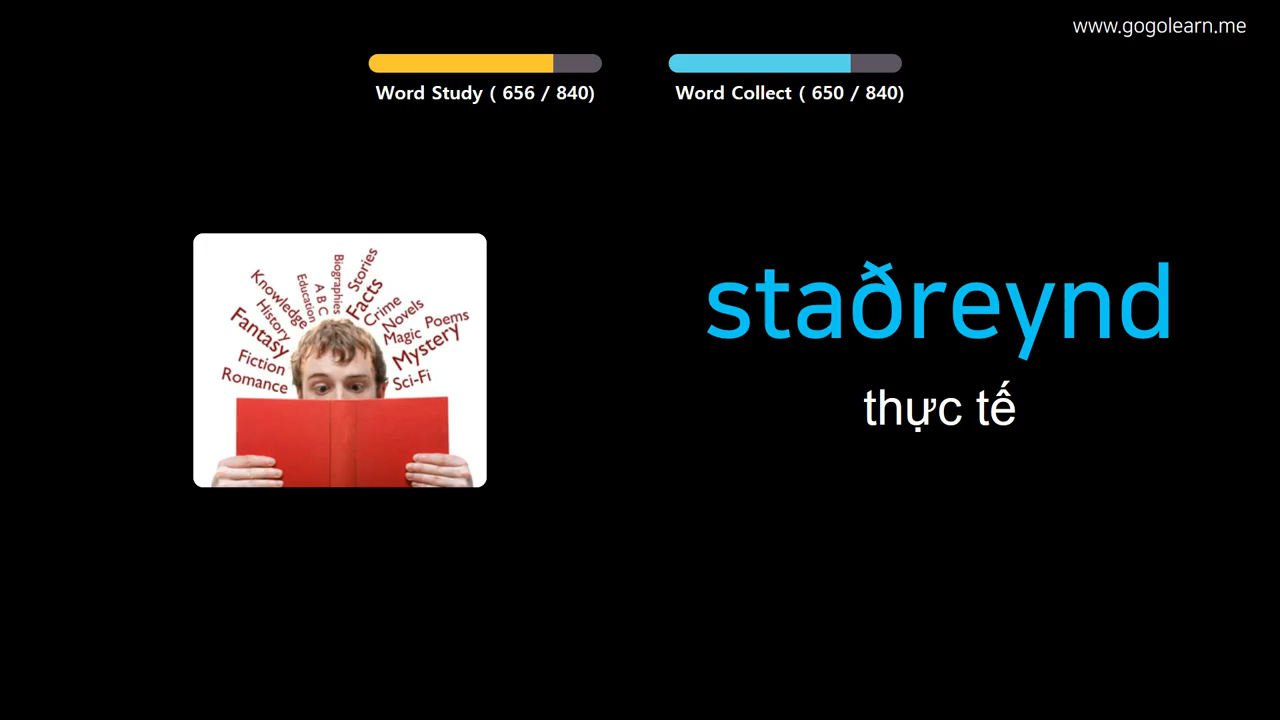 www.gogolearn.me
Word Study ( 656 / 840)
Word Collect ( 650 / 840)
Stories
Biographies
Facts
A B C
Education
Crime
Knowledge
Novels
History
Poems
Magic
Fantasy
Mystery
Fiction
Sci-Fi
Romance
staðreynd
thực tế